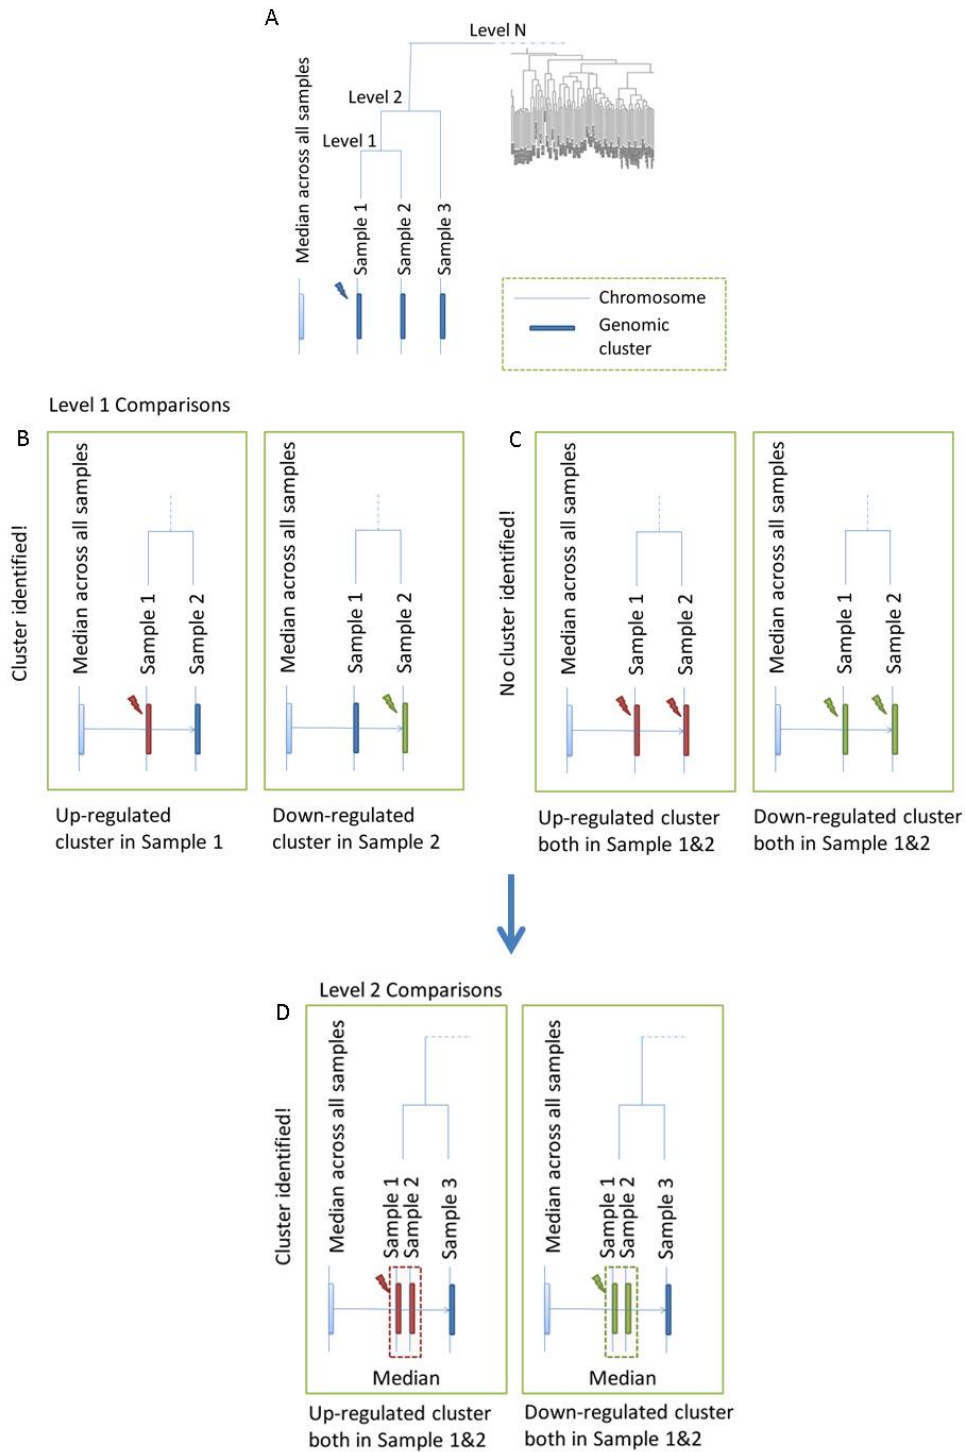 A
Level N
Median across all samples
Level 2
Level 1
Sample 1
Sample 2
Sample 3
Chromosome
Genomic
cluster
Level 1 Comparisons
B
Cluster identified!
Median across all samples
Sample 1
Sample 2
Up-regulated
cluster in Sample 1
Median across all samples
Sample 1
Sample 2
Down-regulated
cluster in Sample 2
C
No cluster identified!
Median across all samples
Sample 1
Sample 2
Up-regulated cluster
both in Sample 1&2
Median across all samples
Sample 1
Sample 2
Down-regulated cluster
both in Sample 1&2
Level 2 Comparisons
D
Cluster identified!
Median across all samples
Sample 1
Sample 2
Sample 3
Median
Up-regulated cluster
both in Sample 1&2
Median across all samples
Sample 1
Sample 2
Sample 3
Median
Down-regulated cluster
both in Sample 1&2